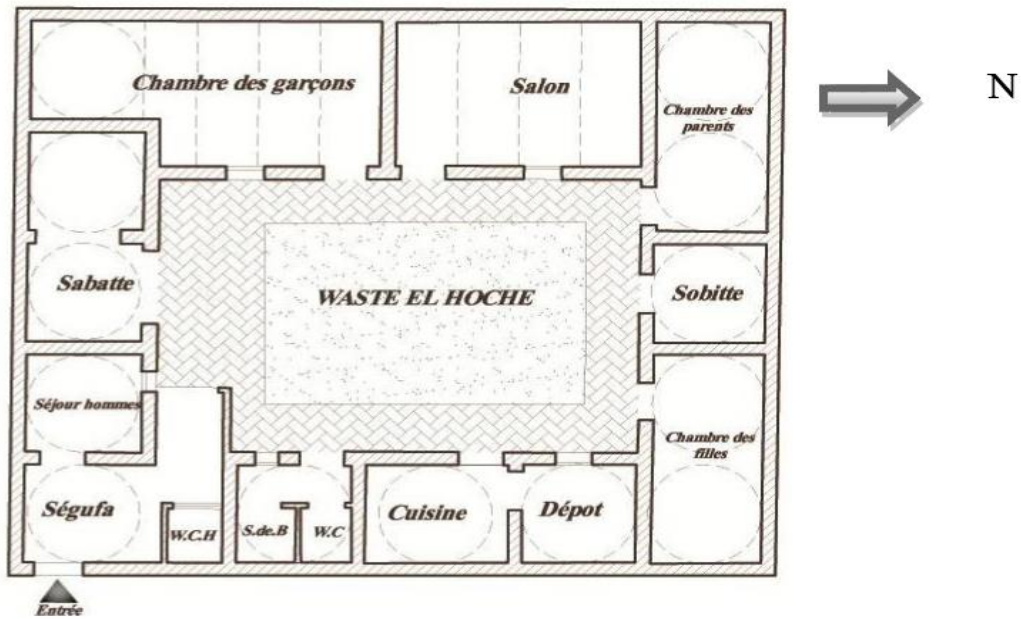 Chambre des garçons
Salon
Chambre des
parents
N
Sabatte
WASTE EL HOCHE
Sobitte
Séjour hommes
Chambre des
filles
Ségufa
W.C.H
S.de.B
W.C
Cuisine
Dépot
Entrée